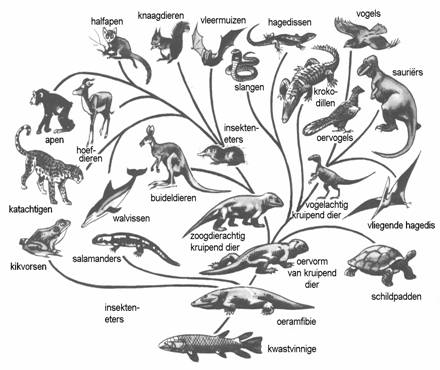 halfapen
knaagdieren
vleermuizen
hagedissen
vogels
slangen
kroko-
dillen
sauriërs
apen
hoef-
dieren
insekten-
eters
oervogels
katachtigen
walvissen
buideldieren
zoogdierachtig
kruipend dier
vogelachtig
kruipend dier
vliegende hagedis
kikvorsen
salamanders
oervorm
van kruipend
dier
schildpadden
insekten-
eters
oeramfibie
kwastvinnige